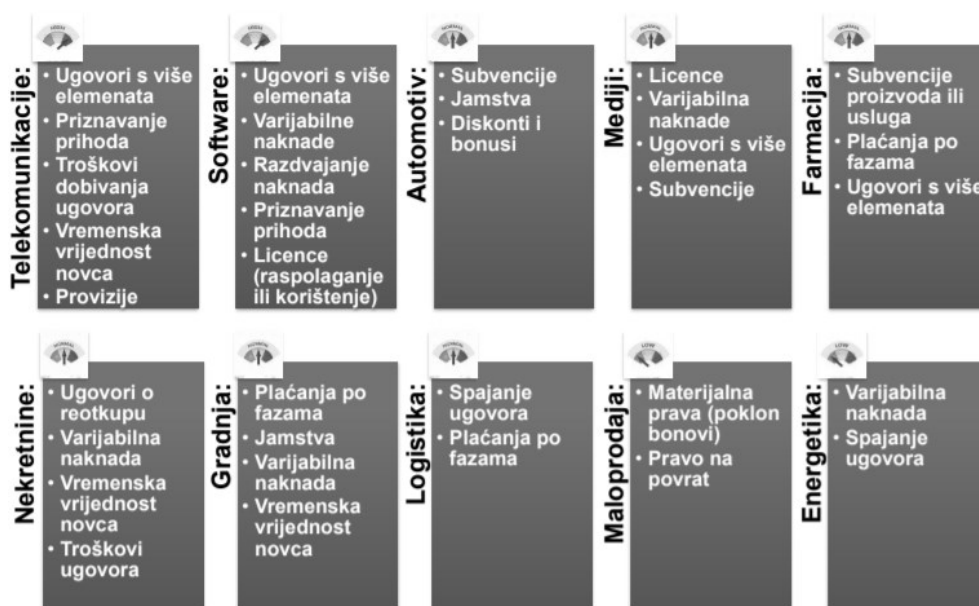 Telekomunikacije:
• Ugovori s više
elemenata
• Priznavanje
prihoda
• Troškovi
dobivanja
ugovora
• Vremenska
vrijednost
novca
• Provizije
Software:
• Ugovori s više
elemenata
• Varijabilne
naknade
• Razdvajanje
naknada
• Priznavanje
prihoda
• Licence
(raspolaganje
ili korištenje)
Automotiv:
• Subvencije
• Jamstva
• Diskonti i
bonusi
Mediji:
• Licence
• Varijabilna
naknade
• Ugovori s više
elemenata
• Subvencije
Farmacija:
• Subvencije
proizvoda ili
usluga
• Plaćanja po
fazama
• Ugovori s više
elemenata
Nekretnine:
• Ugovori o
reotkupu
• Varijabilna
naknada
• Vremenska
vrijednost
novca
• Troškovi
ugovora
Gradnja:
• Plaćanja po
fazama
• Jamstva
• Varijabilna
naknada
• Vremenska
vrijednost
novca
Logistika:
• Spajanje
ugovora
• Plaćanja po
fazama
Maloprodaja:
• Materijalna
prava (poklon
bonovi)
• Pravo na
povrat
Energetika:
• Varijabilna
naknada
• Spajanje
ugovora